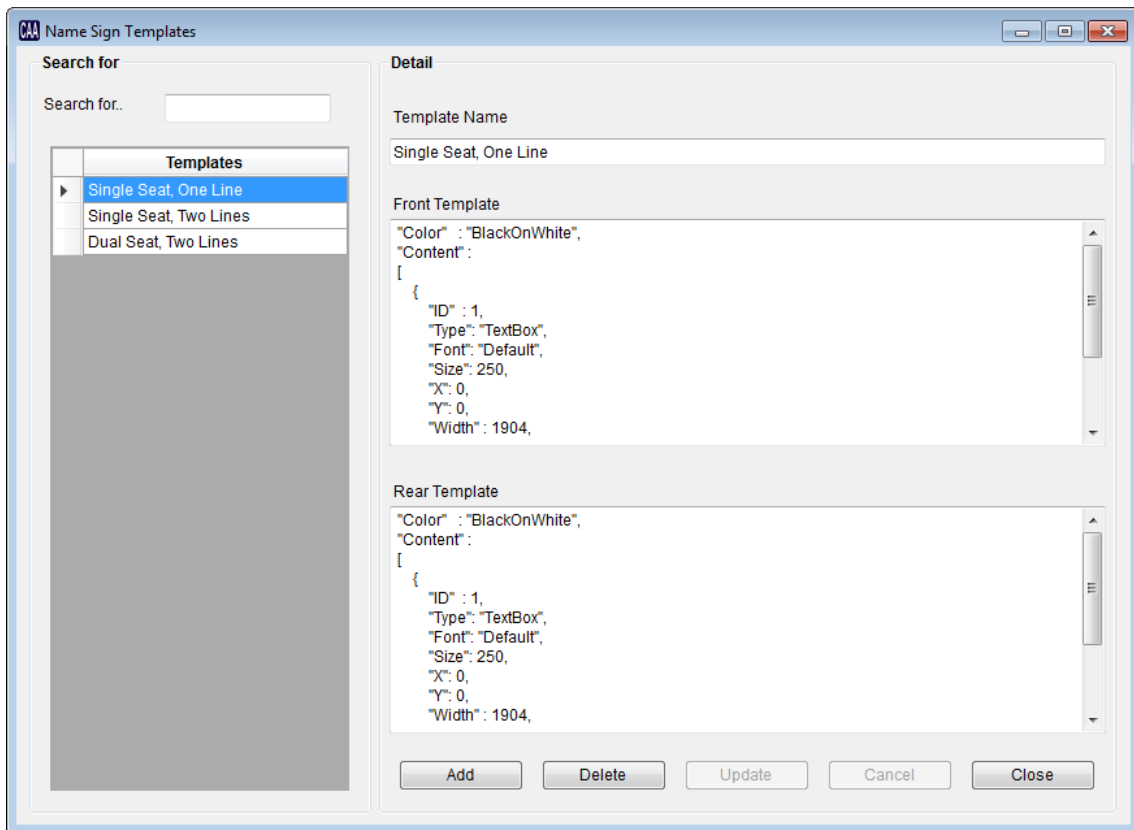 CAA Name Sign Templates
Search for
Search for..
Templates
Single Seat, One Line
Single Seat, Two Lines
Dual Seat, Two Lines
Detail
Template Name
Single Seat, One Line
Front Template
"Color" : "BlackOnWhite",
"Content" :
[
{
"ID" : 1,
"Type": "TextBox",
"Font": "Default",
"Size": 250,
"X": 0,
"Y": 0,
"Width" : 1904,
Rear Template
"Color" : "BlackOnWhite",
"Content" :
[
{
"ID" : 1,
"Type": "TextBox",
"Font": "Default",
"Size": 250,
"X": 0,
"Y": 0,
"Width" : 1904,
Add Delete Update Cancel Close